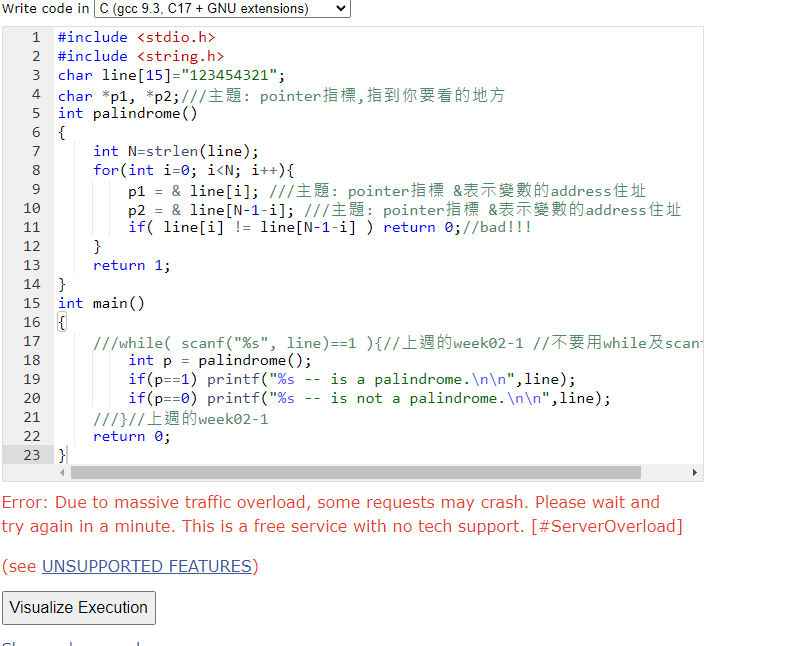 Write code in C (gcc 9.3, C17 + GNU extensions)
1 #include <stdio.h>
2 #include <string.h>
3 char line[15]="123454321";
4 char *p1, *p2;///主題: pointer指標,指到你要看的地方
5 int palindrome()
6 {
7     int N=strlen(line);
8     for(int i=0; i<N; i++){
9         p1 = & line[i]; ///主題: pointer指標 &表示變數的address住址
10         p2 = & line[N-1-i]; ///主題: pointer指標 &表示變數的address住址
11         if( line[i] != line[N-1-i] ) return 0;//bad!!!
12     }
13     return 1;
14 }
15 int main()
16 {
17     ///while( scanf("%s", line)==1 ){//上週的week02-1 //不要用while及scan
18         int p = palindrome();
19         if(p==1) printf("%s -- is a palindrome.\n\n",line);
20         if(p==0) printf("%s -- is not a palindrome.\n\n",line);
21     ///}//上週的week02-1
22     return 0;
23 }
Error: Due to massive traffic overload, some requests may crash. Please wait and
try again in a minute. This is a free service with no tech support. [#ServerOverload]
(see UNSUPPORTED FEATURES)
Visualize Execution